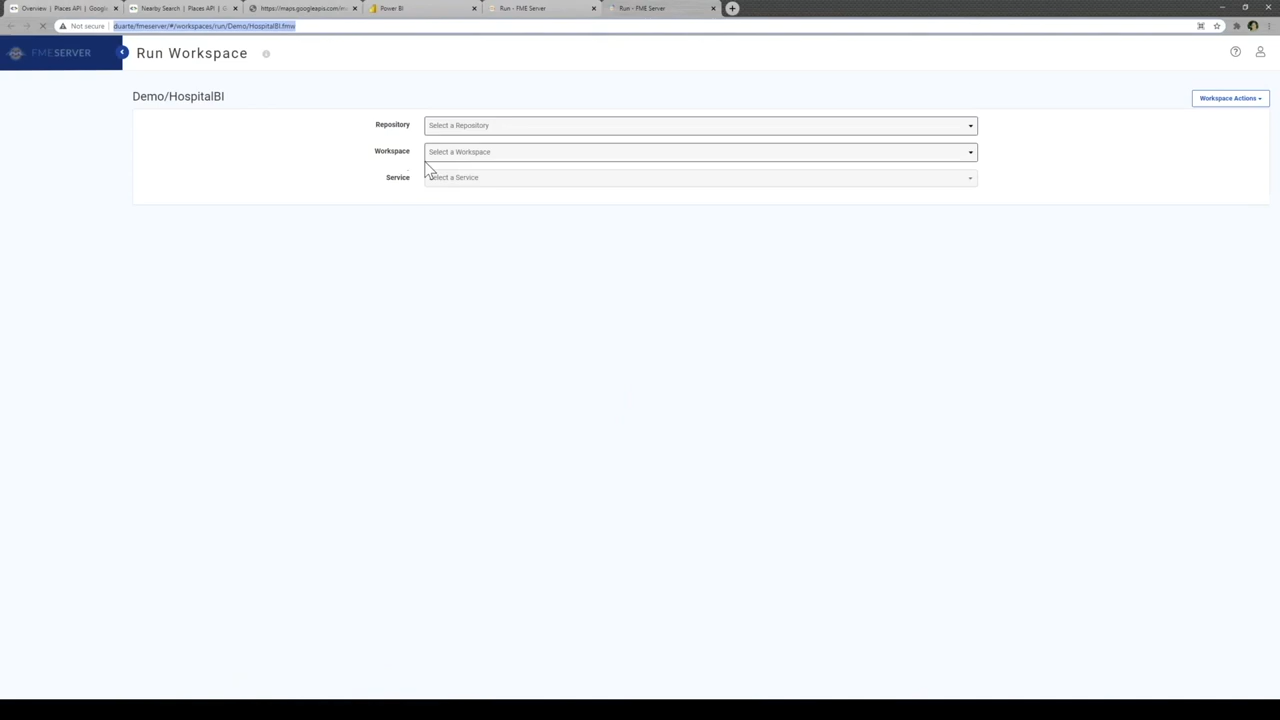 Overview | Places API | Google
Nearby Search | Places API | G
https://maps.googleapis.com/ma
Power BI
Run - FME Server
Run - FME Server
Not secure
duarte/fmeserver/#/workspaces/run/Demo/HospitalBI.fmw
FMESERVER
Run Workspace
Demo/HospitalBI
Workspace Actions
Repository
Select a Repository
Workspace
Select a Workspace
Service
Select a Service